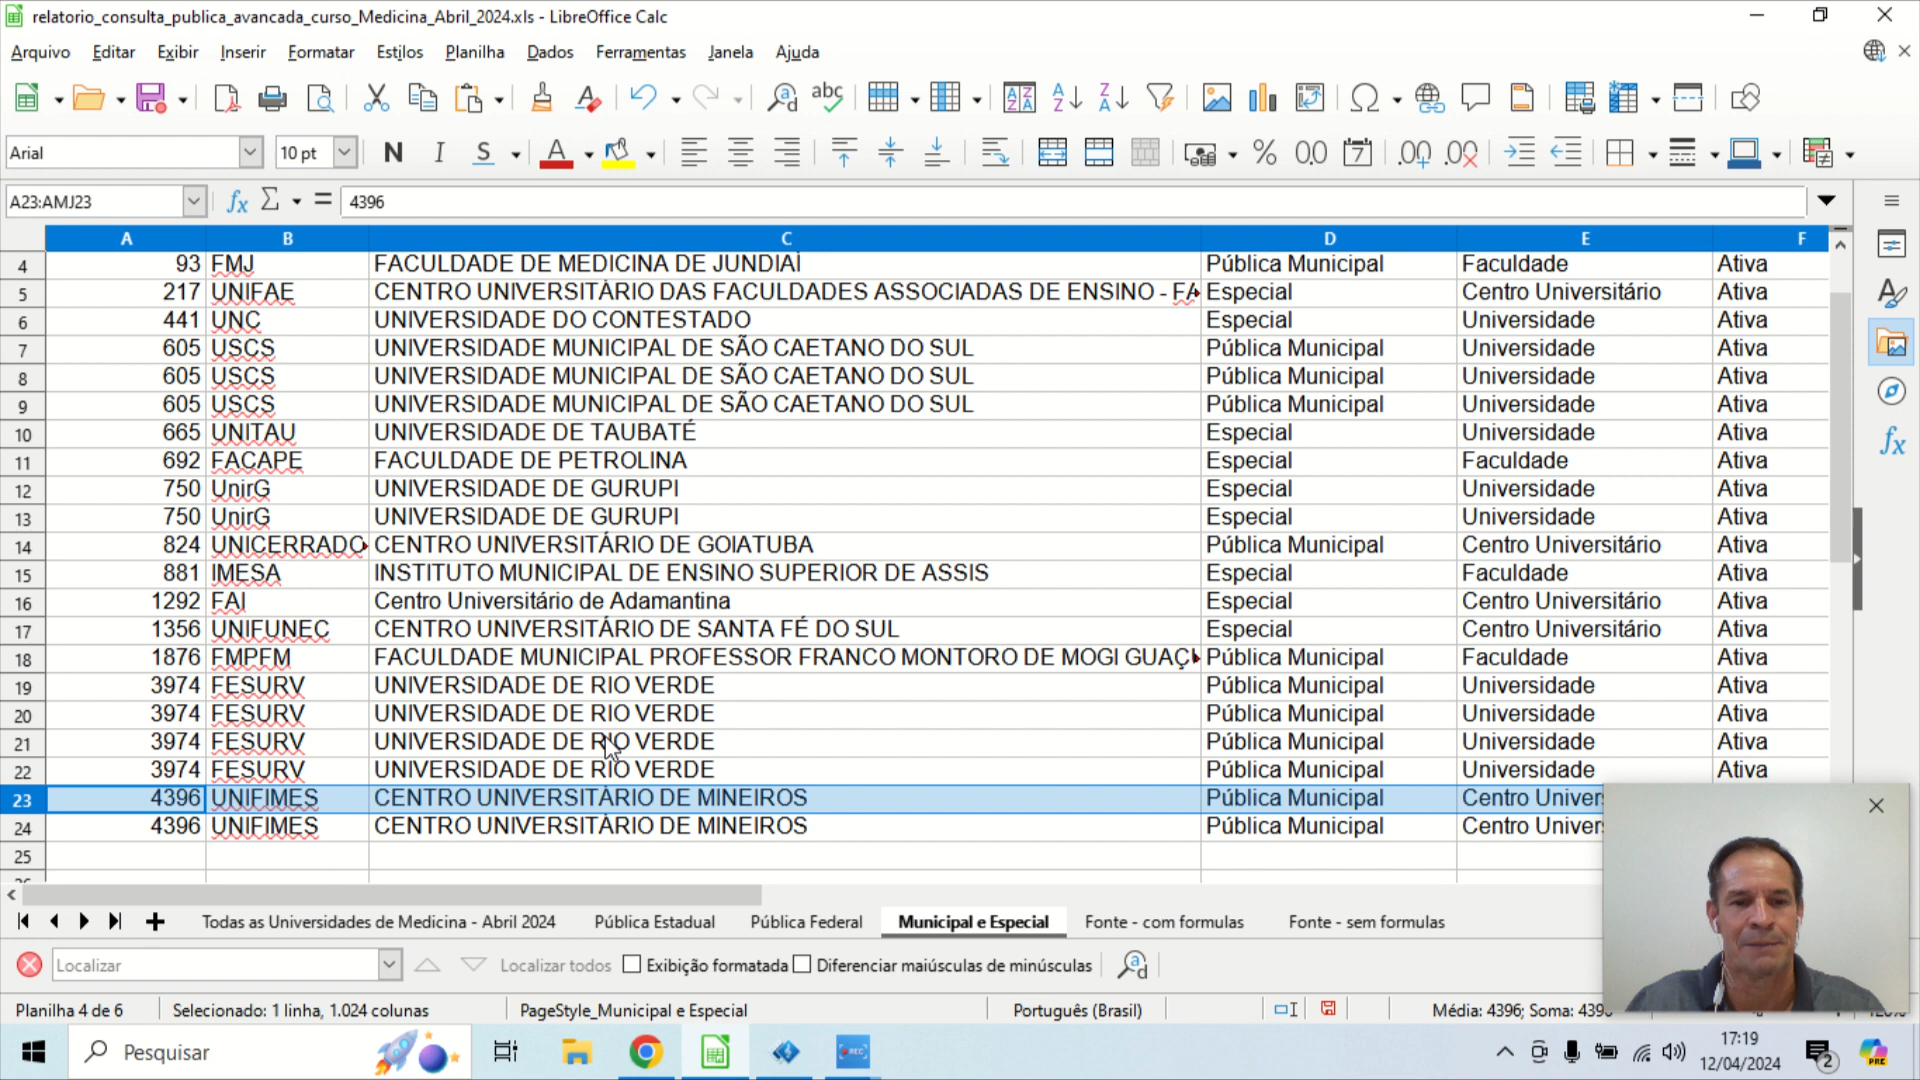 relatorio_consulta_publica_avancada_curso_Medicina_Abril_2024.xls - LibreOffice Calc
Arquivo Editar Exibir Inserir Formatar Estilos Planilha Dados Ferramentas Janela Ajuda
Arial 10 pt N I S
A23:AMJ23 fx Σ = 4396
A B C D E F
4 93 FMJ FACULDADE DE MEDICINA DE JUNDIAÍ Pública Municipal Faculdade Ativa
5 217 UNIFAE CENTRO UNIVERSITÁRIO DAS FACULDADES ASSOCIADAS DE ENSINO - FA Especial Centro Universitário Ativa
6 441 UNC UNIVERSIDADE DO CONTESTADO Especial Universidade Ativa
7 605 USCS UNIVERSIDADE MUNICIPAL DE SÃO CAETANO DO SUL Pública Municipal Universidade Ativa
8 605 USCS UNIVERSIDADE MUNICIPAL DE SÃO CAETANO DO SUL Pública Municipal Universidade Ativa
9 605 USCS UNIVERSIDADE MUNICIPAL DE SÃO CAETANO DO SUL Pública Municipal Universidade Ativa
10 665 UNITAU UNIVERSIDADE DE TAUBATÉ Especial Universidade Ativa
11 692 FACAPE FACULDADE DE PETROLINA Especial Faculdade Ativa
12 750 UnirG UNIVERSIDADE DE GURUPI Especial Universidade Ativa
13 750 UnirG UNIVERSIDADE DE GURUPI Especial Universidade Ativa
14 824 UNICERRADO CENTRO UNIVERSITÁRIO DE GOIATUBA Pública Municipal Centro Universitário Ativa
15 881 IMESA INSTITUTO MUNICIPAL DE ENSINO SUPERIOR DE ASSIS Especial Faculdade Ativa
16 1292 FAI Centro Universitário de Adamantina Especial Centro Universitário Ativa
17 1356 UNIFUNEC CENTRO UNIVERSITÁRIO DE SANTA FÉ DO SUL Especial Centro Universitário Ativa
18 1876 FMPFM FACULDADE MUNICIPAL PROFESSOR FRANCO MONTORO DE MOGI GUAÇU Pública Municipal Faculdade Ativa
19 3974 FESURV UNIVERSIDADE DE RIO VERDE Pública Municipal Universidade Ativa
20 3974 FESURV UNIVERSIDADE DE RIO VERDE Pública Municipal Universidade Ativa
21 3974 FESURV UNIVERSIDADE DE RIO VERDE Pública Municipal Universidade Ativa
22 3974 FESURV UNIVERSIDADE DE RIO VERDE Pública Municipal Universidade Ativa
23 4396 UNIFIMES CENTRO UNIVERSITÁRIO DE MINEIROS Pública Municipal Centro Univer
24 4396 UNIFIMES CENTRO UNIVERSITÁRIO DE MINEIROS Pública Municipal Centro Univer
25
Todas as Universidades de Medicina - Abril 2024 Pública Estadual Pública Federal Municipal e Especial Fonte - com formulas Fonte - sem formulas
Localizar Localizar todos Exibição formatada Diferenciar maiúsculas de minúsculas
Planilha 4 de 6 Selecionado: 1 linha, 1.024 colunas PageStyle_Municipal e Especial Português (Brasil) Média: 4396; Soma: 4396
Pesquisar REC 17:19
12/04/2024 2 PRE